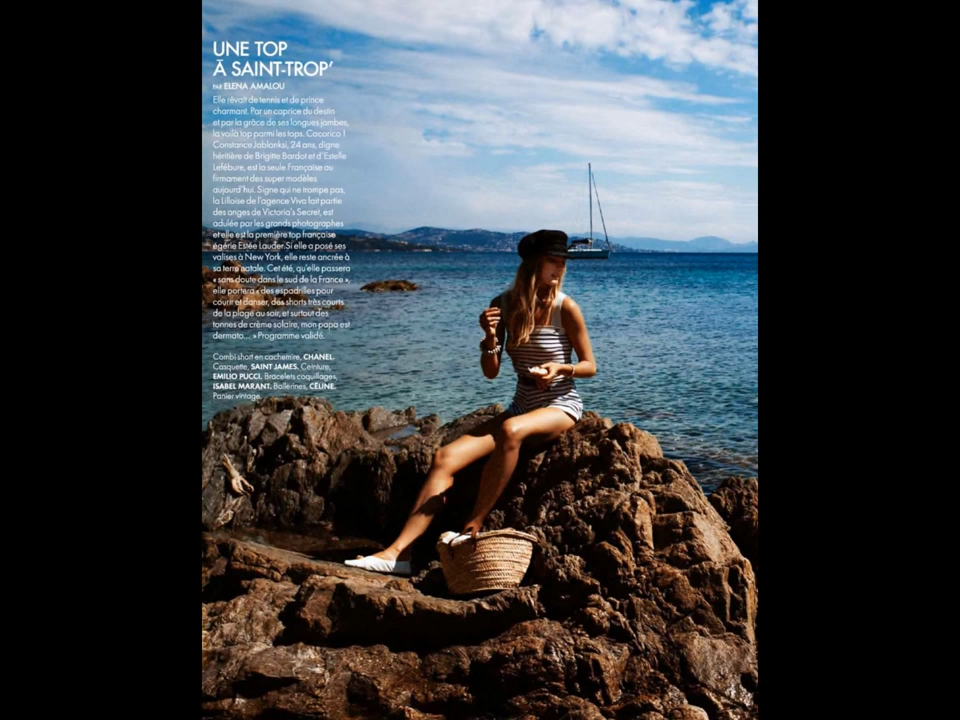 UNE TOP
À SAINT-TROP'
PAR ELENA AMALOU
Elle rêvait de tennis et de prince
charmant. Par un caprice du destin
et par la grâce de ses longues jambes,
la voilà top parmi les tops. Cocorico !
Constance Jablonski, 24 ans, digne
héritière de Brigitte Bardot et d'Estelle
Lefébure, est la seule Française au
firmament des super modèles
aujourd'hui. Signe qui ne trompe pas,
la Lilloise de l'agence Viva fait partie
des anges de Victoria's Secret, est
adulée par les grands photographes
et elle est la première top française
égérie Estée Lauder. Si elle a posé ses
valises à New York, elle reste ancrée à
sa terre natale. Cet été, qu'elle passera
« sans doute dans le sud de la France »,
elle portera « des espadrilles pour
courir et danser, des shorts très courts
de la plage au soir, et surtout des
tonnes de crème solaire, mon papa est
dermato... » Programme validé.
Combi-short en cachemire, CHANEL.
Casquette, SAINT JAMES. Ceinture,
EMILIO PUCCI. Bracelets coquillages,
ISABEL MARANT. Ballerines, CÉLINE.
Panier vintage.